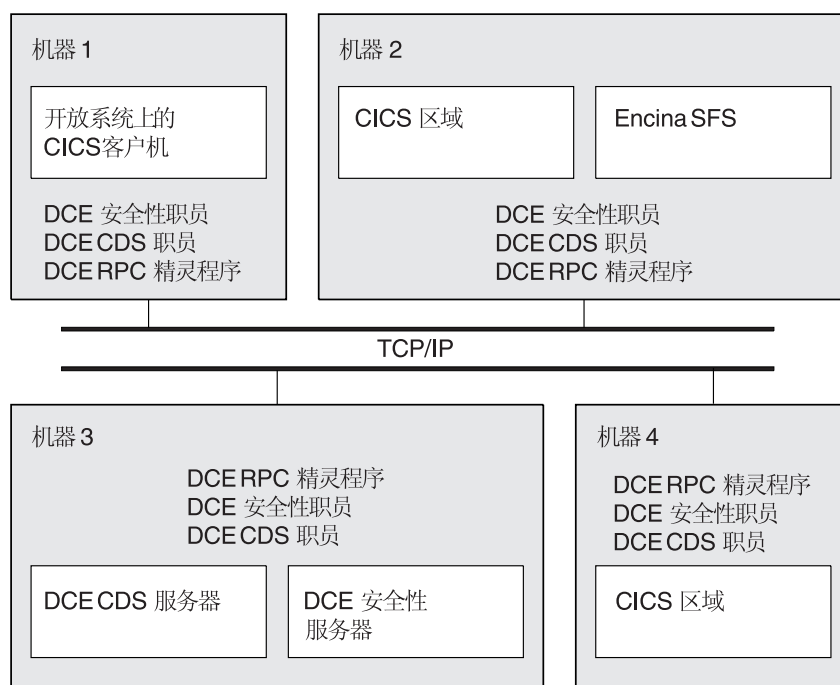 机器 1
开放系统上的
CICS客户机
DCE 安全性职员
DCE CDS 职员
DCE RPC 精灵程序
机器 2
CICS 区域
Encina SFS
DCE 安全性职员
DCE CDS 职员
DCE RPC 精灵程序
TCP/IP
机器 3
DCE RPC 精灵程序
DCE 安全性职员
DCE CDS 职员
DCE CDS 服务器
DCE 安全性
服务器
机器 4
DCE RPC 精灵程序
DCE 安全性职员
DCE CDS 职员
CICS 区域